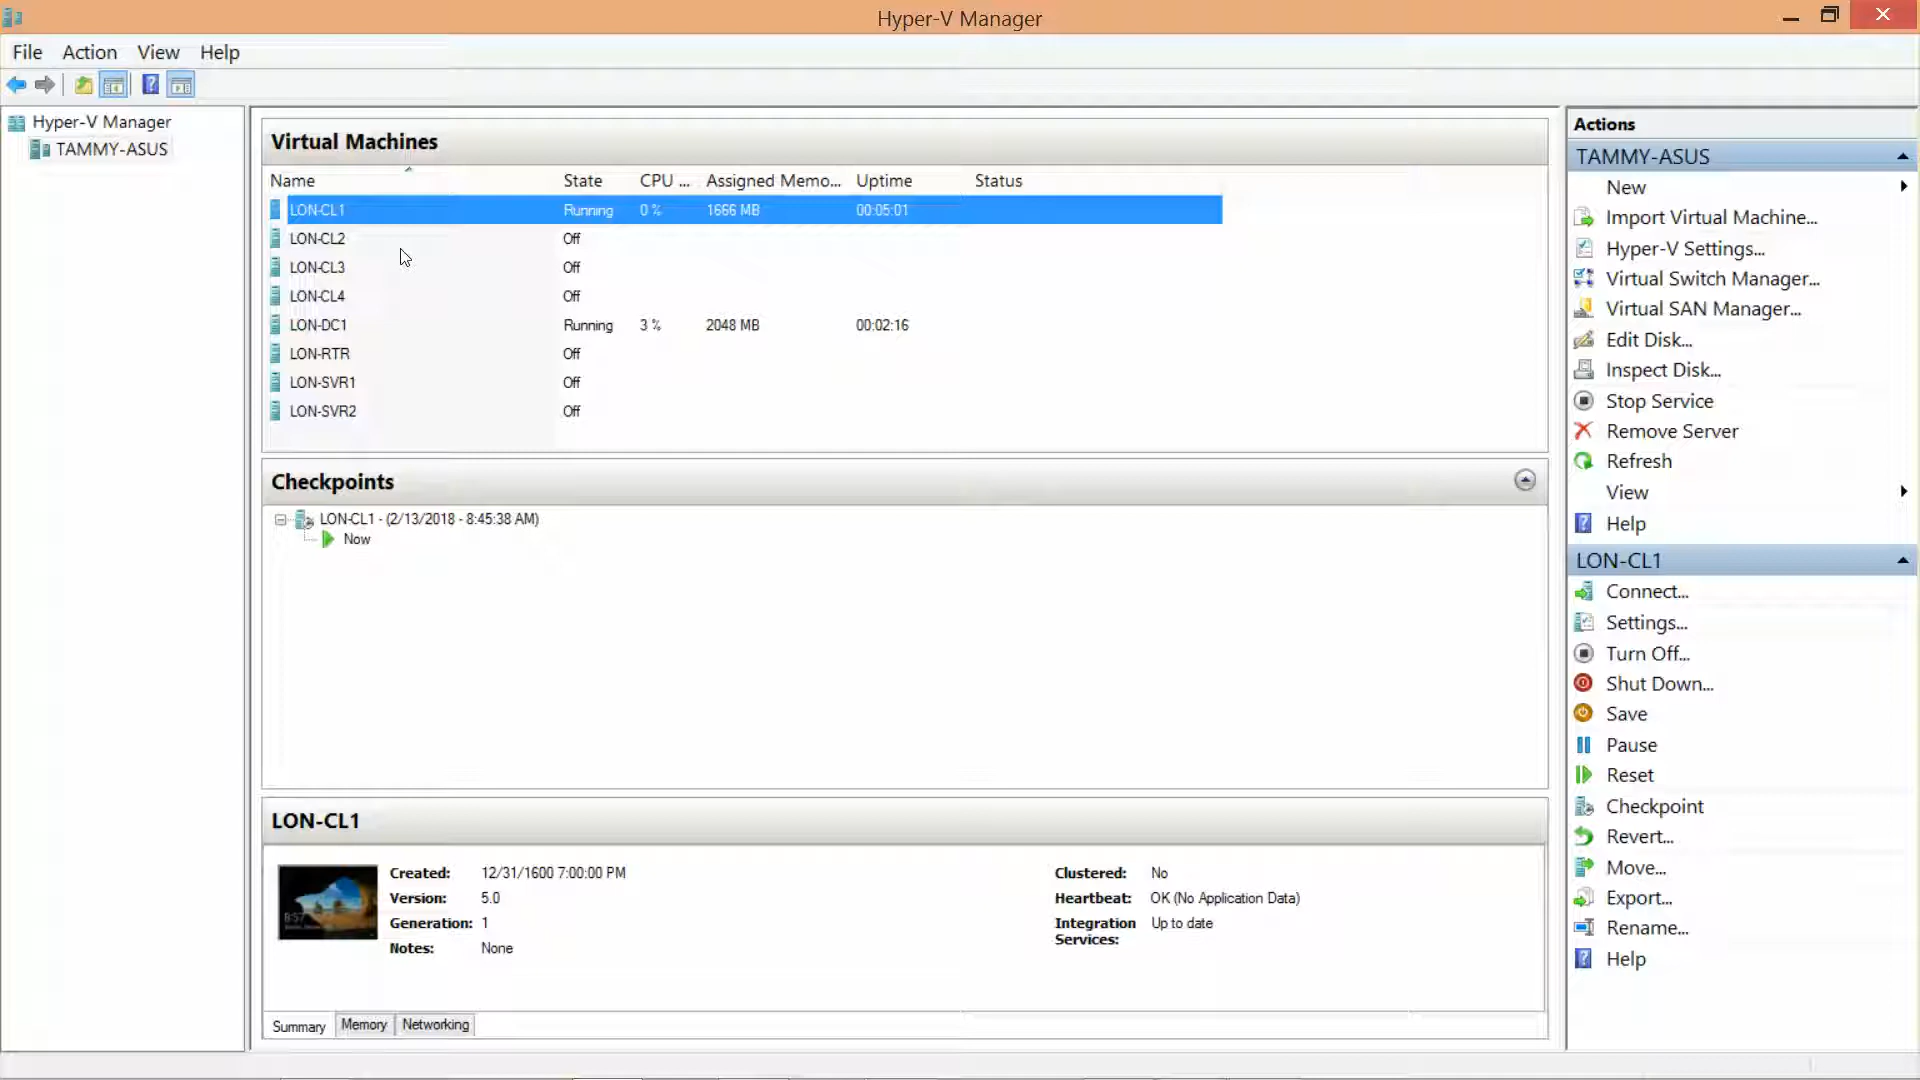 Hyper-V Manager
File Action View Help
Hyper-V Manager
TAMMY-ASUS
Virtual Machines
Name State CPU ... Assigned Memo... Uptime Status
LON-CL1 Running 0 % 1666 MB 00:05:01
LON-CL2 Off
LON-CL3 Off
LON-CL4 Off
LON-DC1 Running 3 % 2048 MB 00:02:16
LON-RTR Off
LON-SVR1 Off
LON-SVR2 Off
Checkpoints
LON-CL1 - (2/13/2018 - 8:45:38 AM)
Now
LON-CL1
8:57
Created: 12/31/1600 7:00:00 PM
Version: 5.0
Generation: 1
Notes: None
Clustered: No
Heartbeat: OK (No Application Data)
Integration Services: Up to date
Summary Memory Networking
Actions
TAMMY-ASUS
New
Import Virtual Machine...
Hyper-V Settings...
Virtual Switch Manager...
Virtual SAN Manager...
Edit Disk...
Inspect Disk...
Stop Service
Remove Server
Refresh
View
Help
LON-CL1
Connect...
Settings...
Turn Off...
Shut Down...
Save
Pause
Reset
Checkpoint
Revert...
Move...
Export...
Rename...
Help